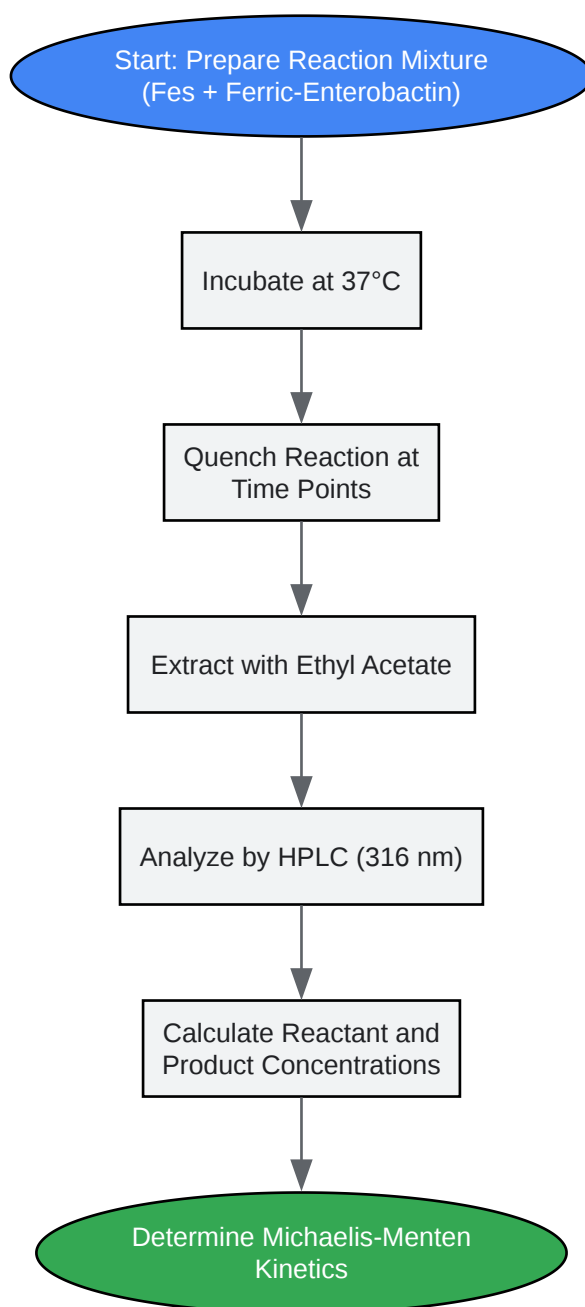 Start: Prepare Reaction Mixture
(Fes + Ferric-Enterobactin)
Incubate at 37°C
Quench Reaction at
Time Points
Extract with Ethyl Acetate
Analyze by HPLC (316 nm)
Calculate Reactant and
Product Concentrations
Determine Michaelis-Menten
Kinetics